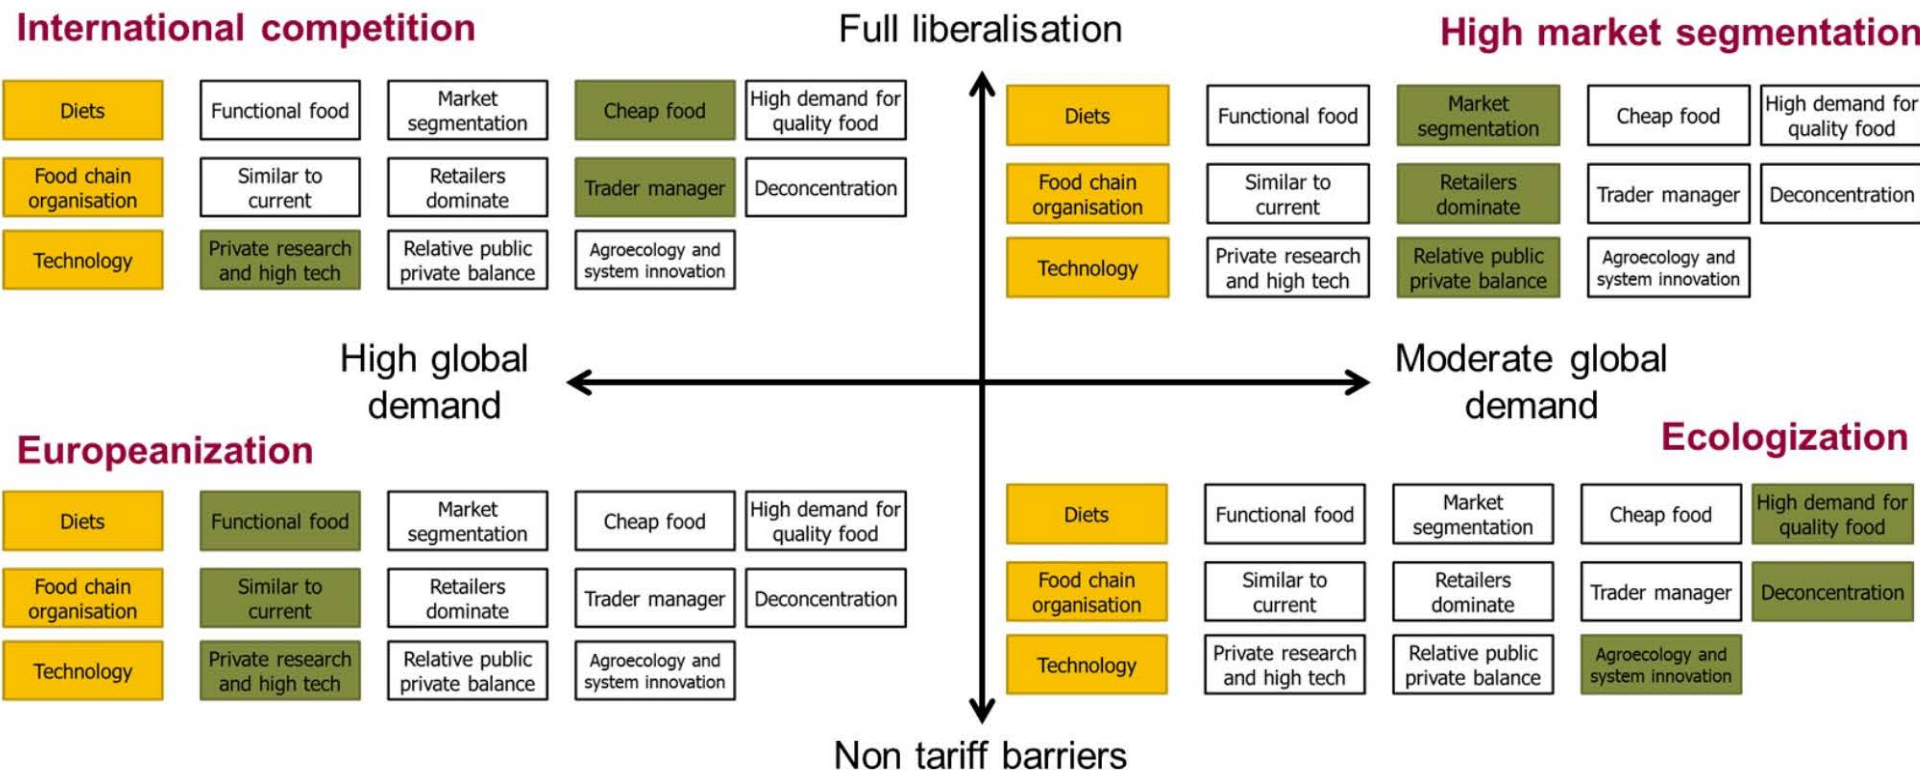 International competition
Full liberalisation
High market segmentation
Diets
Functional food
Market
segmentation
Cheap food
High demand for
quality food
Food chain
organisation
Similar to
current
Retailers
dominate
Trader manager
Deconcentration
Technology
Private research
and high tech
Relative public
private balance
Agroecology and
system innovation
Diets
Functional food
Market
segmentation
Cheap food
High demand for
quality food
Food chain
organisation
Similar to
current
Retailers
dominate
Trader manager
Deconcentration
Technology
Private research
and high tech
Relative public
private balance
Agroecology and
system innovation
High global
demand
Moderate global
demand
Europeanization
Ecologization
Diets
Functional food
Market
segmentation
Cheap food
High demand for
quality food
Food chain
organisation
Similar to
current
Retailers
dominate
Trader manager
Deconcentration
Technology
Private research
and high tech
Relative public
private balance
Agroecology and
system innovation
Diets
Functional food
Market
segmentation
Cheap food
High demand for
quality food
Food chain
organisation
Similar to
current
Retailers
dominate
Trader manager
Deconcentration
Technology
Private research
and high tech
Relative public
private balance
Agroecology and
system innovation
Non tariff barriers